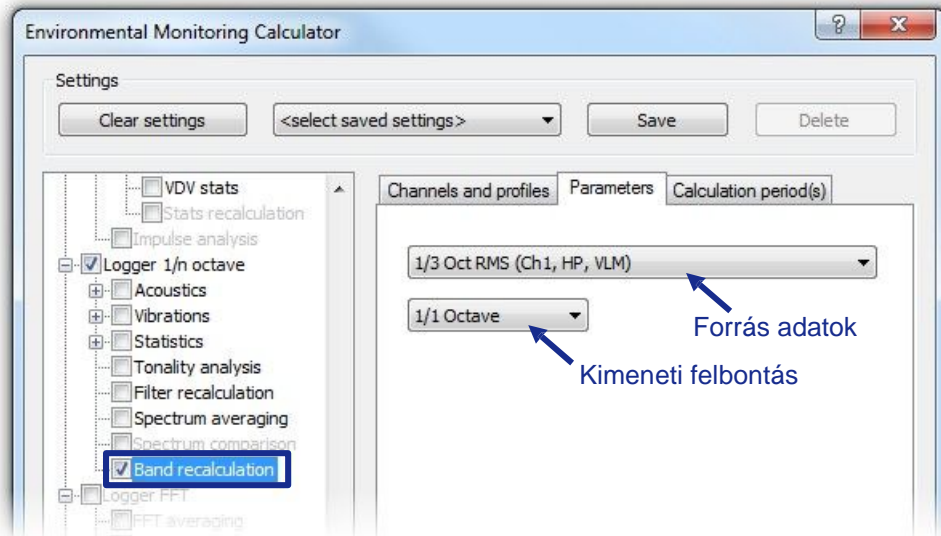 Environmental Monitoring Calculator
?
X
Settings
Clear settings
<select saved settings>
Save
Delete
VDV stats
Stats recalculation
Impulse analysis
Logger 1/n octave
Acoustics
Vibrations
Statistics
Tonality analysis
Filter recalculation
Spectrum averaging
Spectrum comparison
Band recalculation
Logger FFT
FFT averaging
Channels and profiles
Parameters
Calculation period(s)
1/3 Oct RMS (Ch1, HP, VLM)
1/1 Octave
Forrás adatok
Kimeneti felbontás